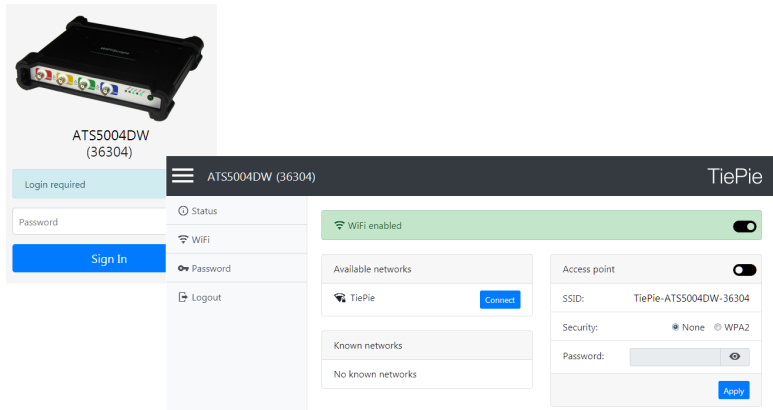 ATS5004DW
(36304)
Login required
Password
Sign In
ATS5004DW (36304)
TiePie
Status
WiFi
Password
Logout
WiFi enabled
Available networks
TiePie
Connect
Known networks
No known networks
Access point
SSID: TiePie-ATS5004DW-36304
Security: None WPA2
Password:
Apply